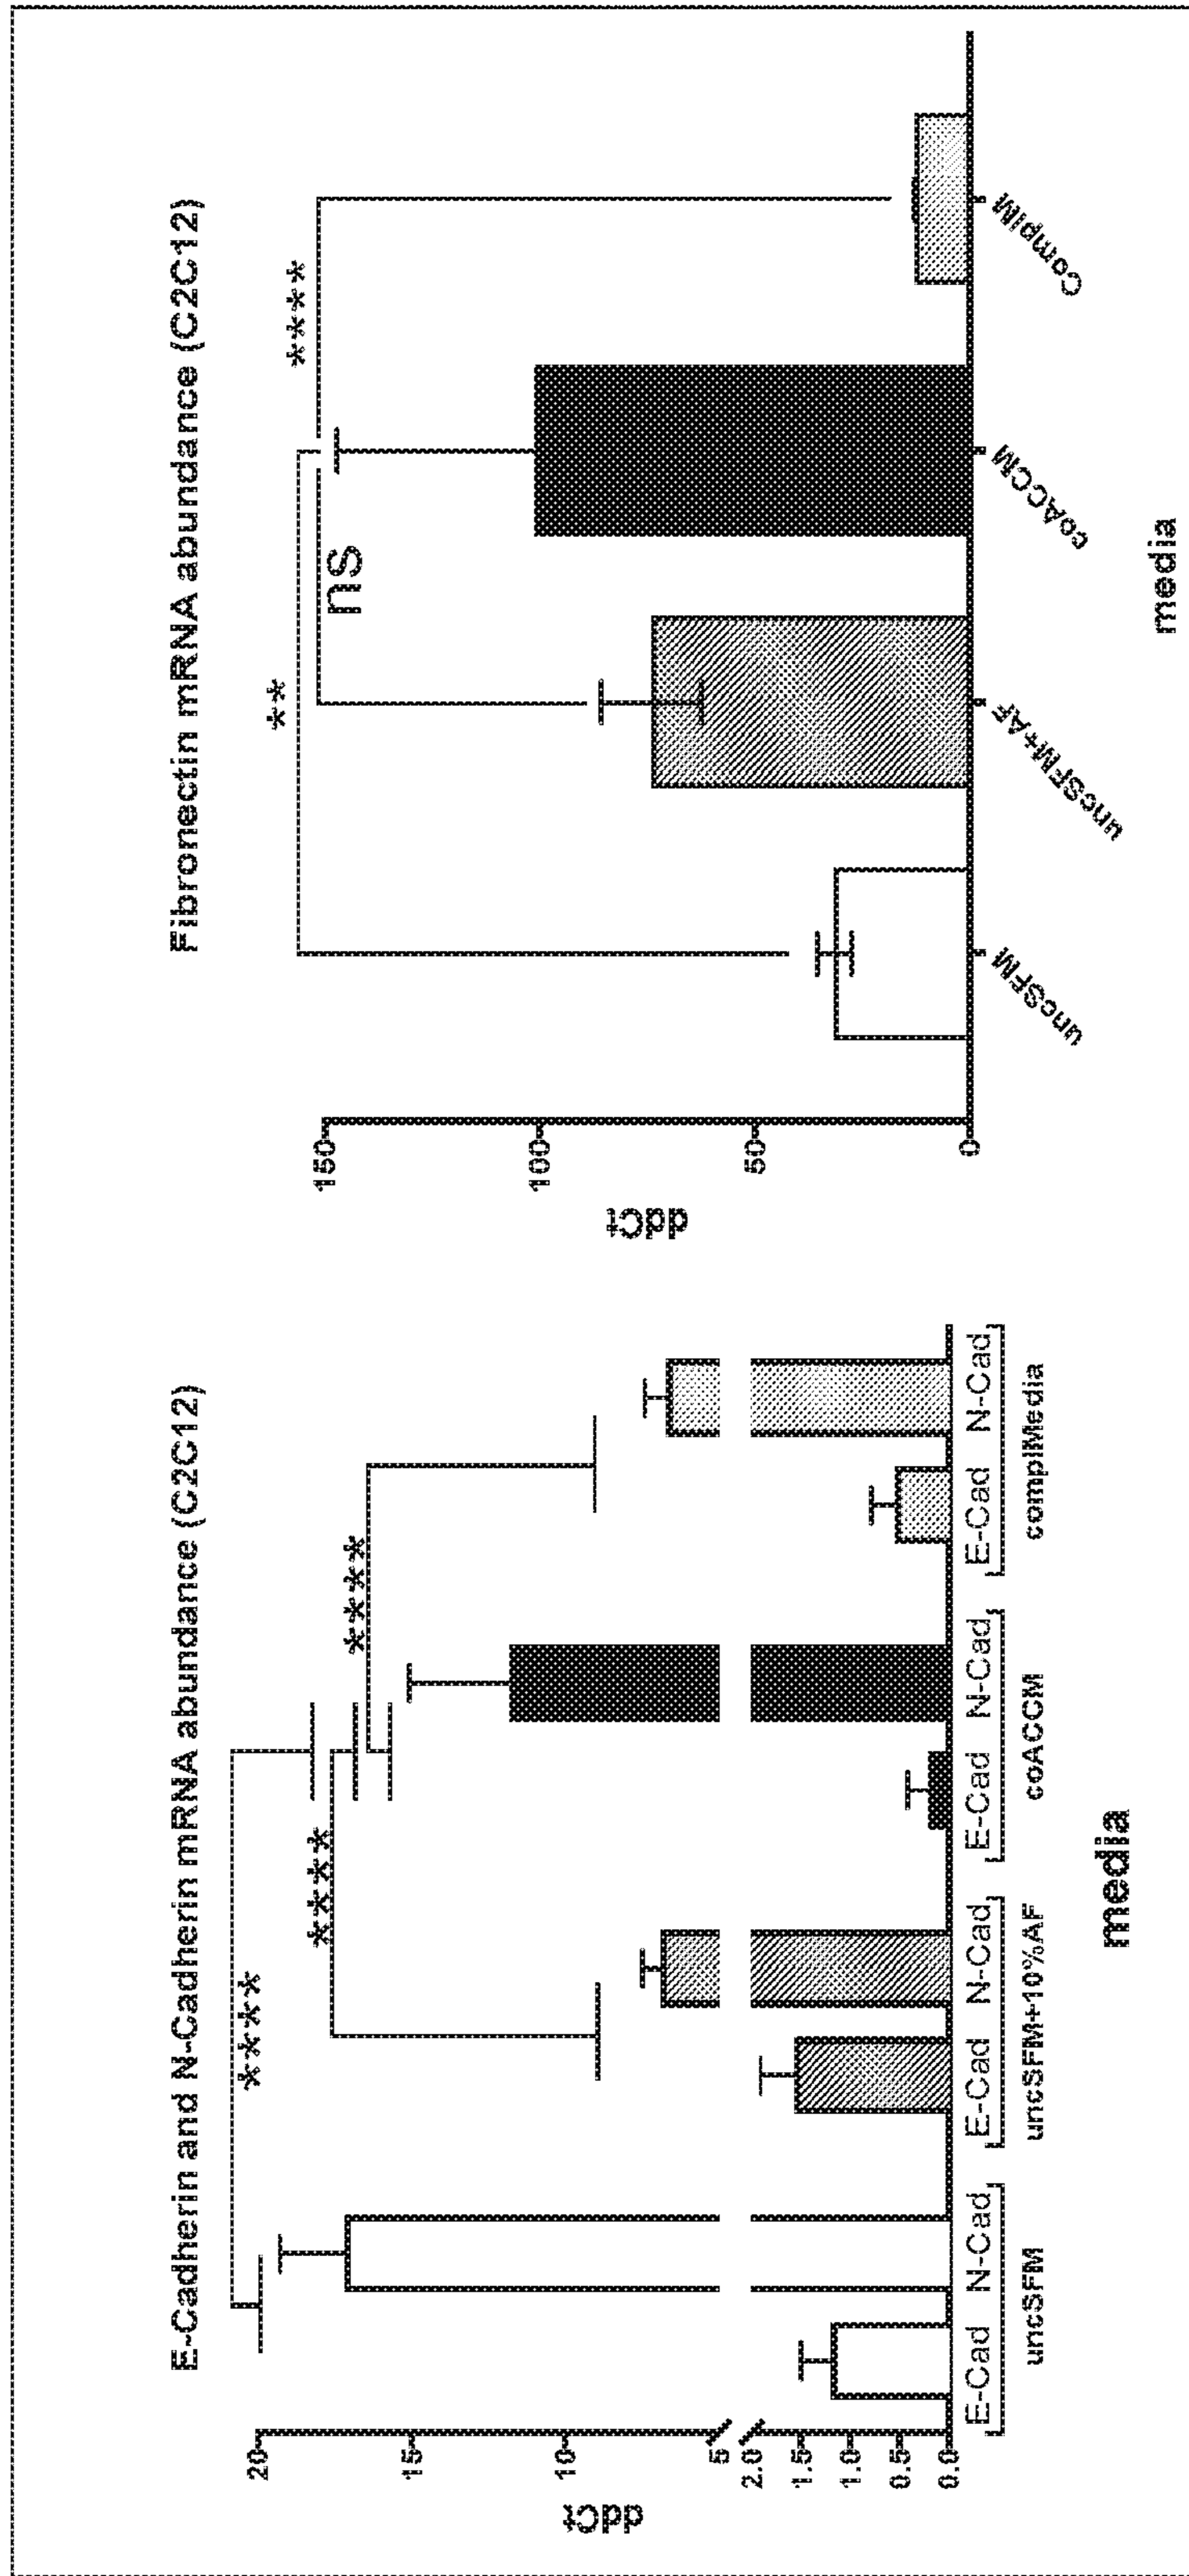 E-Cadherin and N-Cadherin mRNA abundance (C2C12)
****
****
****
ddCt
20
15
10
5
2.0
1.5
1.0
0.5
0.0
E-Cad N-Cad E-Cad N-Cad E-Cad N-Cad E-Cad N-Cad
uncSFM uncSFM+10%AF coACCM complMedia
media
Fibronectin mRNA abundance (C2C12)
**
****
ns
ddCt
150
100
50
0
uncSFM uncSFM+AF coACCM ComplM
media